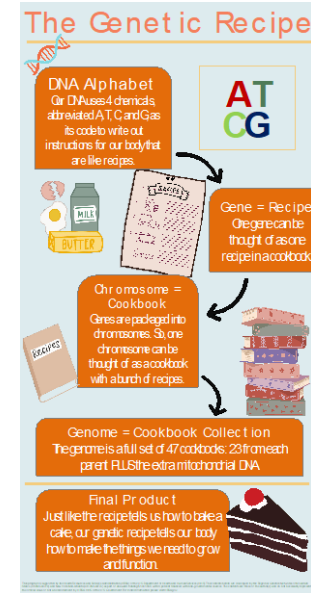 The Genetic Recipe
DNA Alphabet
Our DNA uses 4 chemicals,
abbreviated A, T, C, and G, as
its code to write out
instructions for our body that
are like recipes.
AT
CG
RECIPE
MILK
BUTTER
Gene = Recipe
One gene can be
thought of as one
recipe in a cookbook
Chromosome =
Cookbook
Genes are packaged into
chromosomes. So, one
chromosome can be
thought of as a cookbook
with a bunch of recipes.
RECIPES
Genome = Cookbook Collection
The genome is a full set of 47 cookbooks: 23 from each
parent PLUS the extra mitochondrial DNA
Final Product
Just like the recipe tells us how to bake a
cake, our genetic recipe tells our body
how to make the things we need to grow
and function.